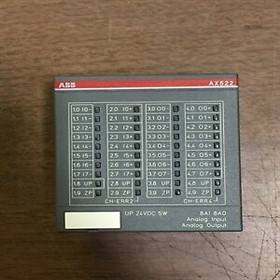 ABB AX522
1.0 I0- 2.0 I0+ 3.0 O0- 4.0 O0+
1.1 I1- 2.1 I1+ 3.1 O1- 4.1 O1+
1.2 I2- 2.2 I2+ 3.2 O2- 4.2 O2+
1.3 I3- 2.3 I3+ 3.3 O3- 4.3 O3+
1.4 I4- 2.4 I4+ 3.4 O4- 4.4 O4+
1.5 I5- 2.5 I5+ 3.5 O5- 4.5 O5+
1.6 I6- 2.6 I6+ 3.6 O6- 4.6 O6+
1.7 I7- 2.7 I7+ 3.7 O7- 4.7 O7+
1.8 UP 2.8 UP 3.8 UP 4.8 UP
1.9 ZP 2.9 ZP 3.9 ZP 4.9 ZP
CH-ERR2 CH-ERR4
UP 24VDC 5W 8AI 8AO
Analog Input
Analog Output